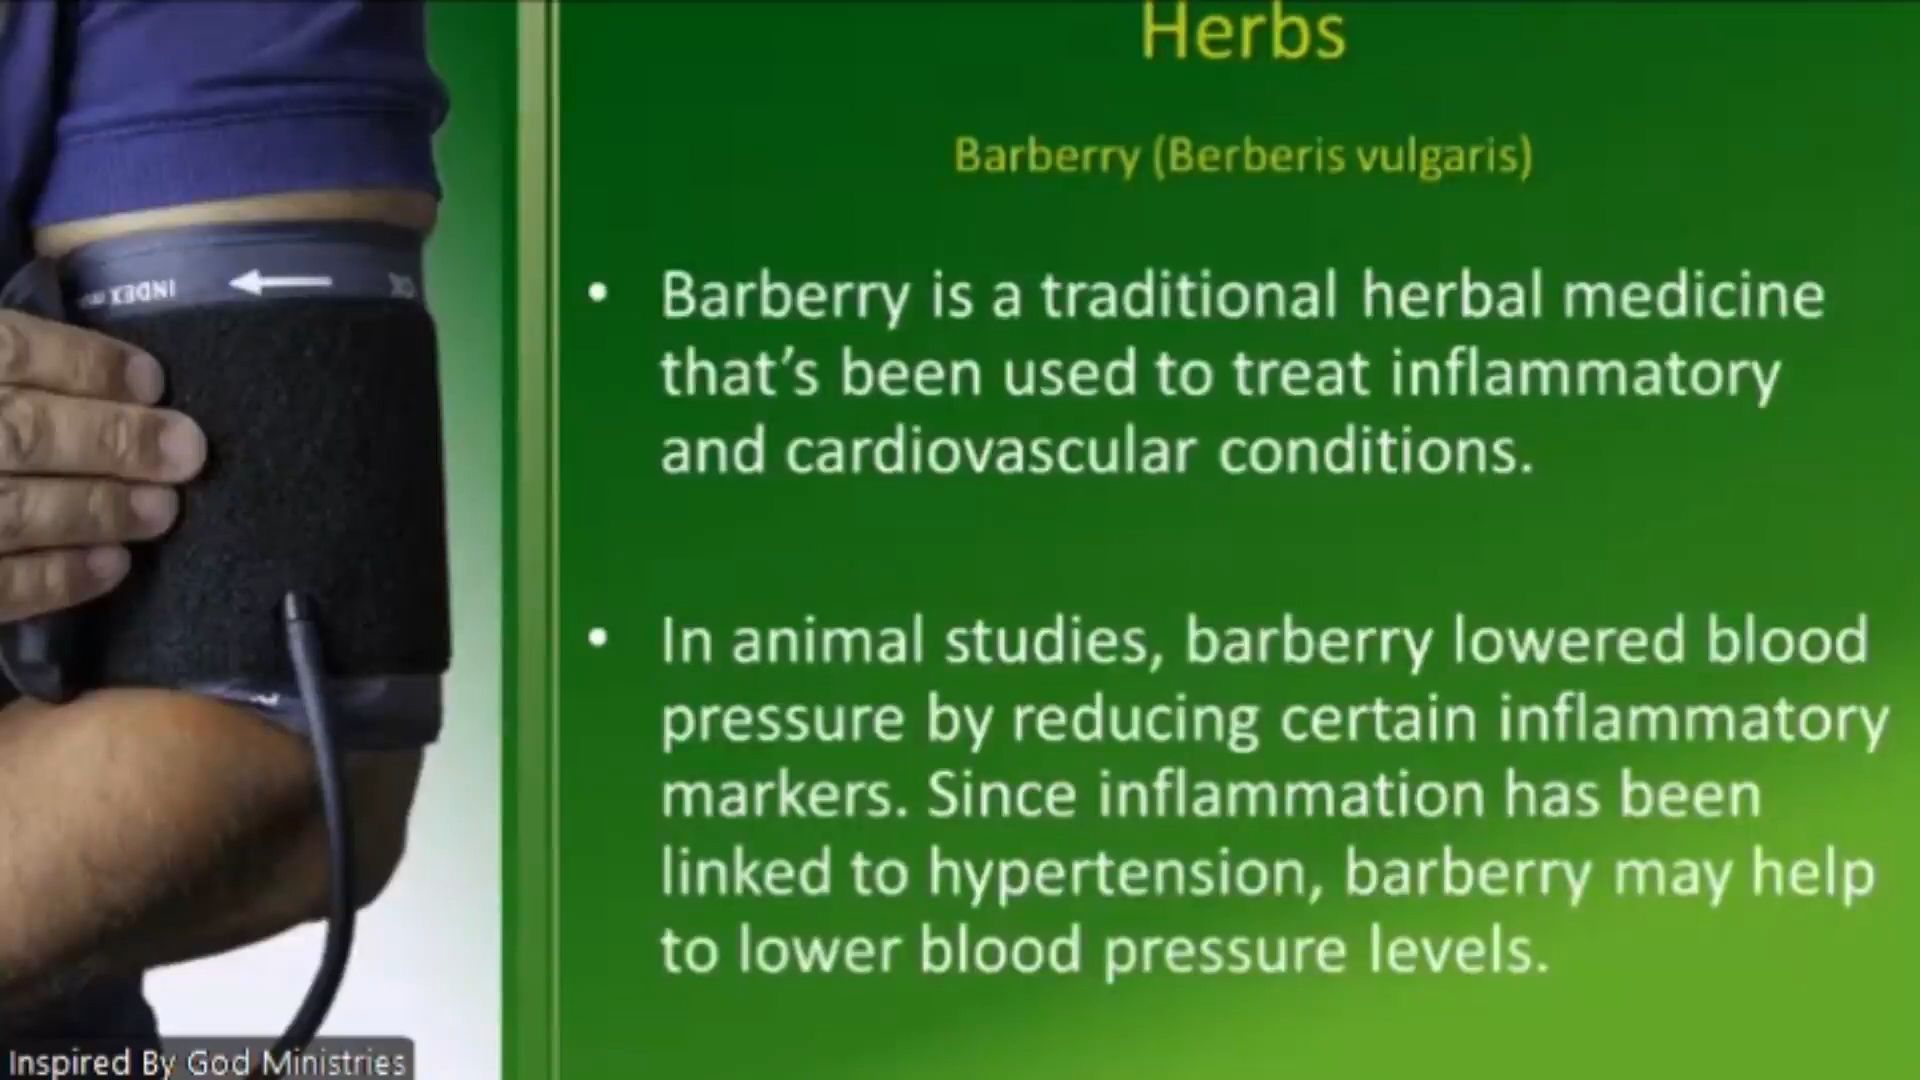 Herbs
Barberry (Berberis vulgaris)
INDEX
• Barberry is a traditional herbal medicine
that's been used to treat inflammatory
and cardiovascular conditions.
• In animal studies, barberry lowered blood
pressure by reducing certain inflammatory
markers. Since inflammation has been
linked to hypertension, barberry may help
to lower blood pressure levels.
Inspired By God Ministries